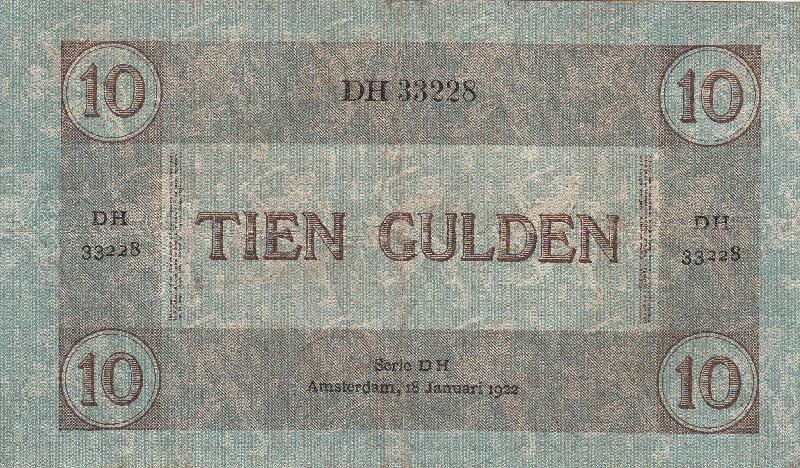 10 DH 33228 10
DH
33228
TIEN GULDEN
DH
33228
10 Serie DH 10
Amsterdam, 18 Januari 1922